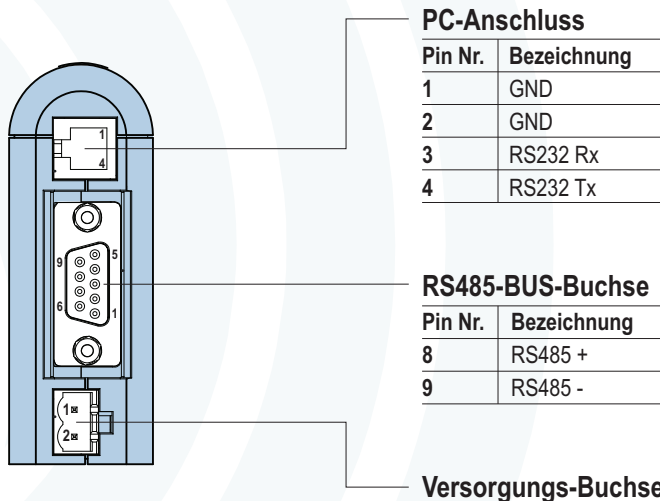 PC-Anschluss
Pin Nr. Bezeichnung
1 GND
2 GND
3 RS232 Rx
4 RS232 Tx
1
4
5
9
6
1
RS485-BUS-Buchse
Pin Nr. Bezeichnung
8 RS485 +
9 RS485 -
1
2
Versorgungs-Buchse